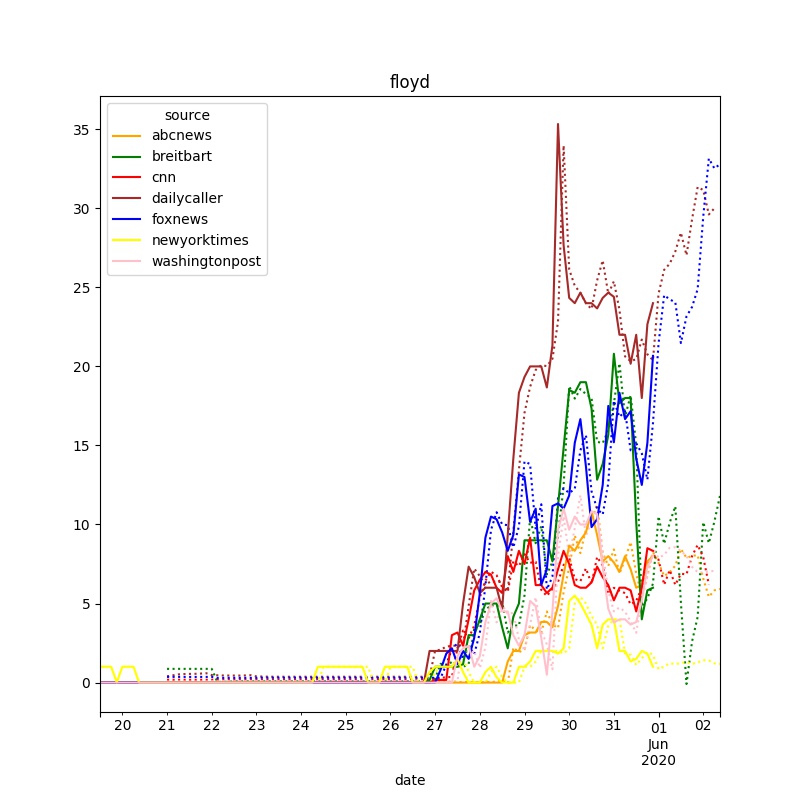 floyd
source
abcnews
breitbart
cnn
dailycaller
foxnews
newyorktimes
washingtonpost
35
30
25
20
15
10
5
0
20 21 22 23 24 25 26 27 28 29 30 31 01 02
Jun
2020
date